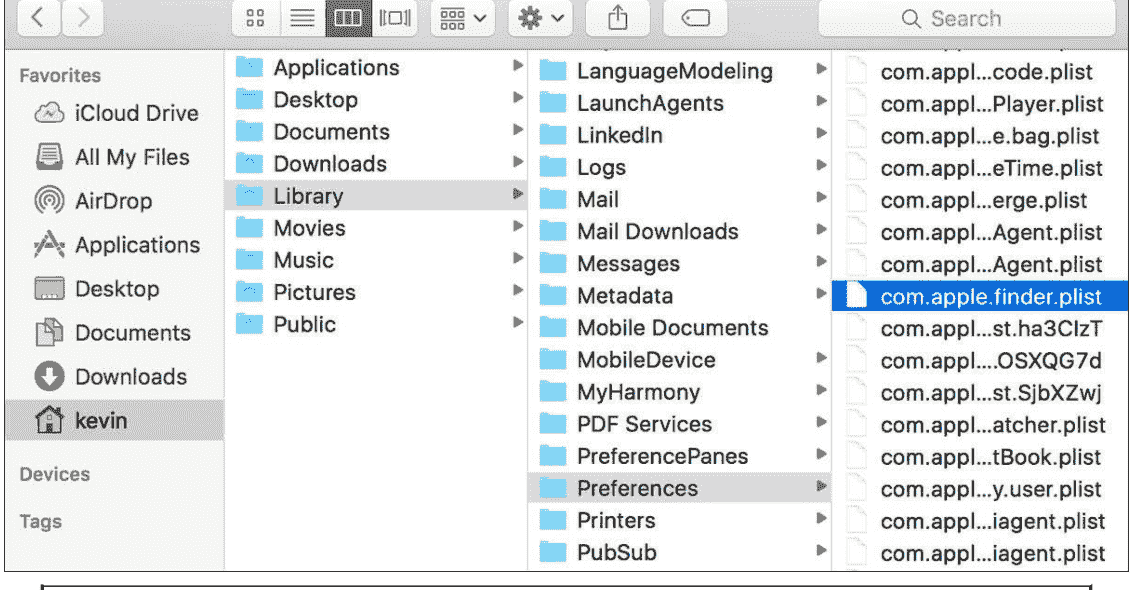 Search
Favorites
iCloud Drive
All My Files
AirDrop
Applications
Desktop
Documents
Downloads
kevin
Devices
Tags
Applications
Desktop
Documents
Downloads
Library
Movies
Music
Pictures
Public
LanguageModeling
LaunchAgents
LinkedIn
Logs
Mail
Mail Downloads
Messages
Metadata
Mobile Documents
MobileDevice
MyHarmony
PDF Services
PreferencePanes
Preferences
Printers
PubSub
com.appl...code.plist
com.appl...Player.plist
com.appl...e.bag.plist
com.appl...eTime.plist
com.appl...erge.plist
com.appl...Agent.plist
com.appl...Agent.plist
com.apple.finder.plist
com.appl...st.ha3CIzT
com.appl....OSXQG7d
com.appl...st.SjbXZwj
com.appl...atcher.plist
com.appl...tBook.plist
com.appl...y.user.plist
com.appl...iagent.plist
com.appl...iagent.plist